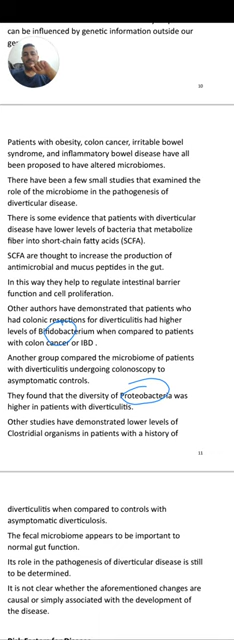 can be influenced by genetic information outside our
10
Patients with obesity, colon cancer, irritable bowel
syndrome, and inflammatory bowel disease have all
been proposed to have altered microbiomes.
There have been a few small studies that examined the
role of the microbiome in the pathogenesis of
diverticular disease.
There is some evidence that patients with diverticular
disease have lower levels of bacteria that metabolize
fiber into short-chain fatty acids (SCFA).
SCFA are thought to increase the production of
antimicrobial and mucus peptides in the gut.
In this way they help to regulate intestinal barrier
function and cell proliferation.
Other authors have demonstrated that patients who
had colonic resections for diverticulitis had higher
levels of Bifidobacterium when compared to patients
with colon cancer or IBD .
Another group compared the microbiome of patients
with diverticulitis undergoing colonoscopy to
asymptomatic controls.
They found that the diversity of Proteobacteria was
higher in patients with diverticulitis.
Other studies have demonstrated lower levels of
Clostridial organisms in patients with a history of
11
diverticulitis when compared to controls with
asymptomatic diverticulosis.
The fecal microbiome appears to be important to
normal gut function.
Its role in the pathogenesis of diverticular disease is still
to be determined.
It is not clear whether the aforementioned changes are
causal or simply associated with the development of
the disease.